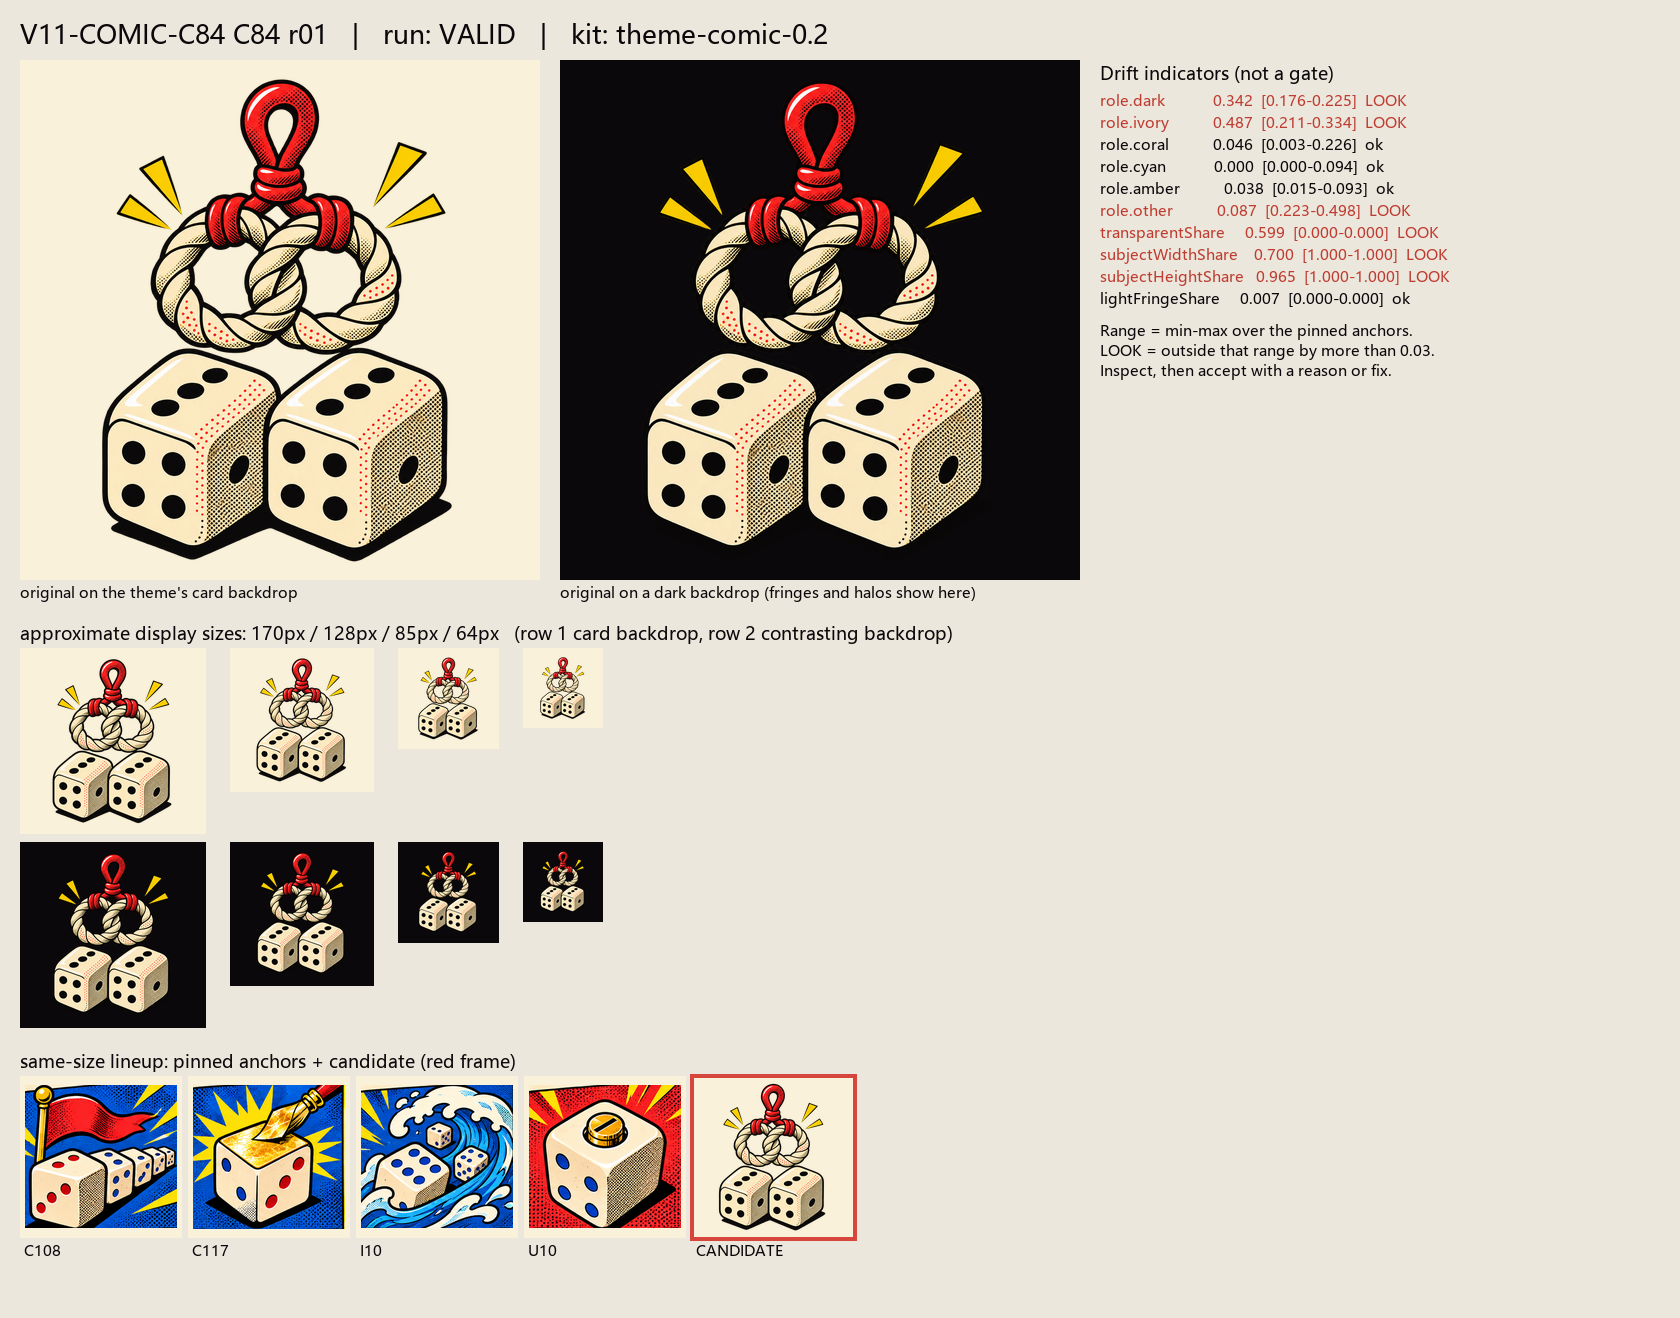 V11-COMIC-C84 C84 r01 | run: VALID | kit: theme-comic-0.2
Drift indicators (not a gate)
role.dark 0.342 [0.176-0.225] LOOK
role.ivory 0.487 [0.211-0.334] LOOK
role.coral 0.046 [0.003-0.226] ok
role.cyan 0.000 [0.000-0.094] ok
role.amber 0.038 [0.015-0.093] ok
role.other 0.087 [0.223-0.498] LOOK
transparentShare 0.599 [0.000-0.000] LOOK
subjectWidthShare 0.700 [1.000-1.000] LOOK
subjectHeightShare 0.965 [1.000-1.000] LOOK
lightFringeShare 0.007 [0.000-0.000] ok
Range = min-max over the pinned anchors.
LOOK = outside that range by more than 0.03.
Inspect, then accept with a reason or fix.
original on the theme's card backdrop
original on a dark backdrop (fringes and halos show here)
approximate display sizes: 170px / 128px / 85px / 64px (row 1 card backdrop, row 2 contrasting backdrop)
same-size lineup: pinned anchors + candidate (red frame)
C108
C117
I10
U10
CANDIDATE